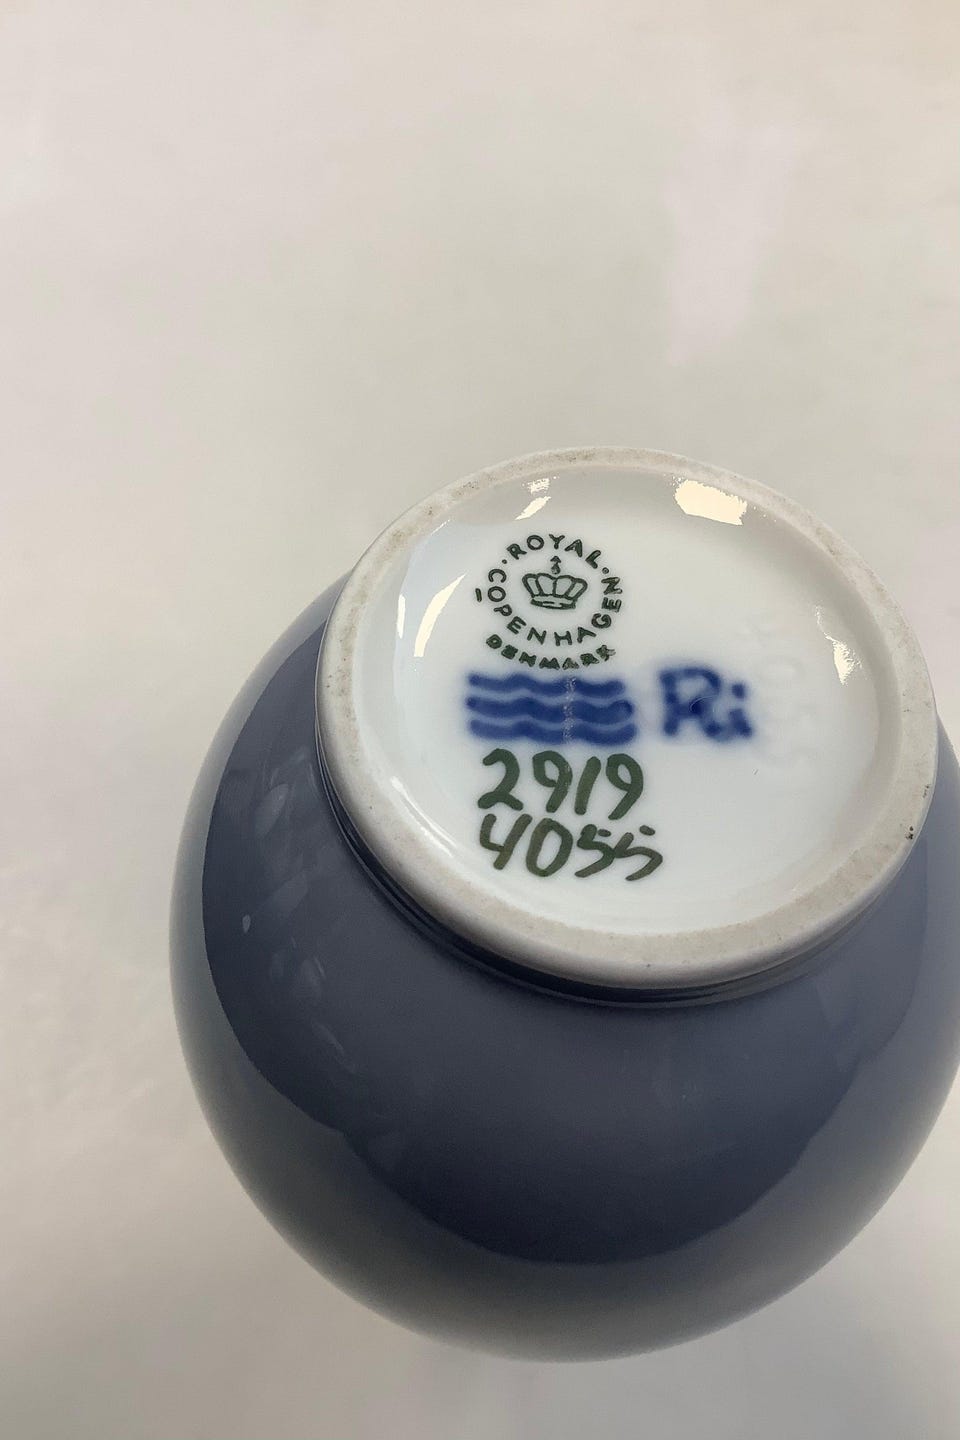 ROYAL COPENHAGEN
DENMARK
Ri
2919
4055